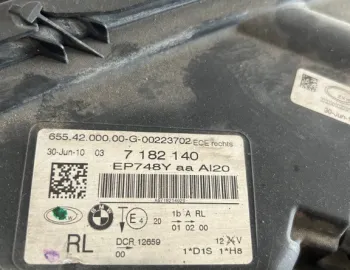 655.42.000.00-G-00223702 ECE rechts
30-Jun-10 03 7 182 140
EP748Y aa AI20
E4 20 1b A RL
01 02 00
RL DCR 12659 12 V
00 1*D1S 1*H8